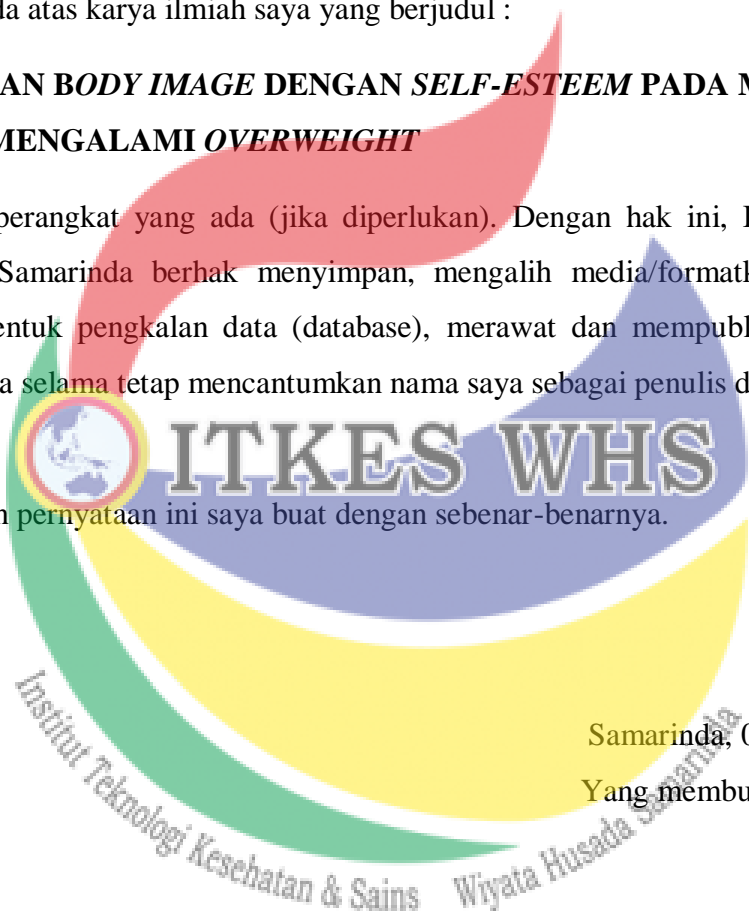 da atas karya ilmiah saya yang berjudul :
AN BODY IMAGE DENGAN SELF-ESTEEM PADA M
MENGALAMI OVERWEIGHT
perangkat yang ada (jika diperlukan). Dengan hak ini,
Samarinda berhak menyimpan, mengalih media/formatk
entuk pengkalan data (database), merawat dan mempubl
a selama tetap mencantumkan nama saya sebagai penulis d
ITKES WHS
n pernyataan ini saya buat dengan sebenar-benarnya.
Samarinda, 0
Yang membu
Institut Teknologi Kesehatan & Sains Wiyata Husada Samarinda